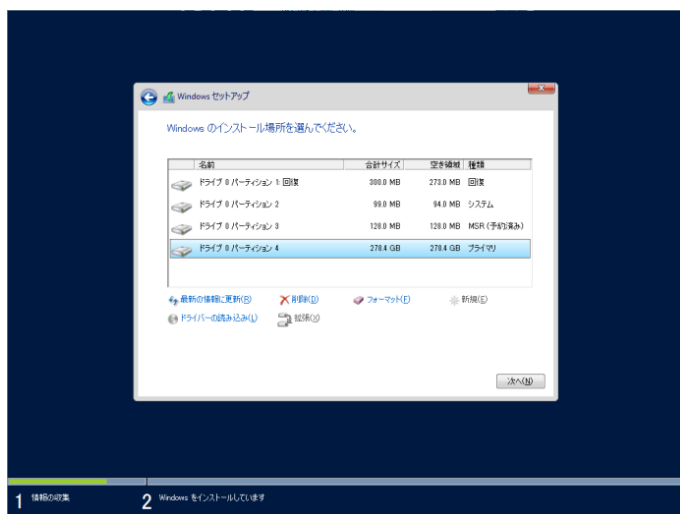 Windows セットアップ
Windows のインストール場所を選んでください。
名前 合計サイズ 空き領域 種類
ドライブ 0 パーティション 1: 回復 300.0 MB 273.0 MB 回復
ドライブ 0 パーティション 2 99.0 MB 94.0 MB システム
ドライブ 0 パーティション 3 128.0 MB 128.0 MB MSR (予約済み)
ドライブ 0 パーティション 4 278.4 GB 278.4 GB プライマリ
最新の情報に更新(R) 削除(D) フォーマット(F) 新規(E)
ドライバーの読み込み(L) 拡張(X)
次へ(N)
1 情報の収集 2 Windows をインストールしています